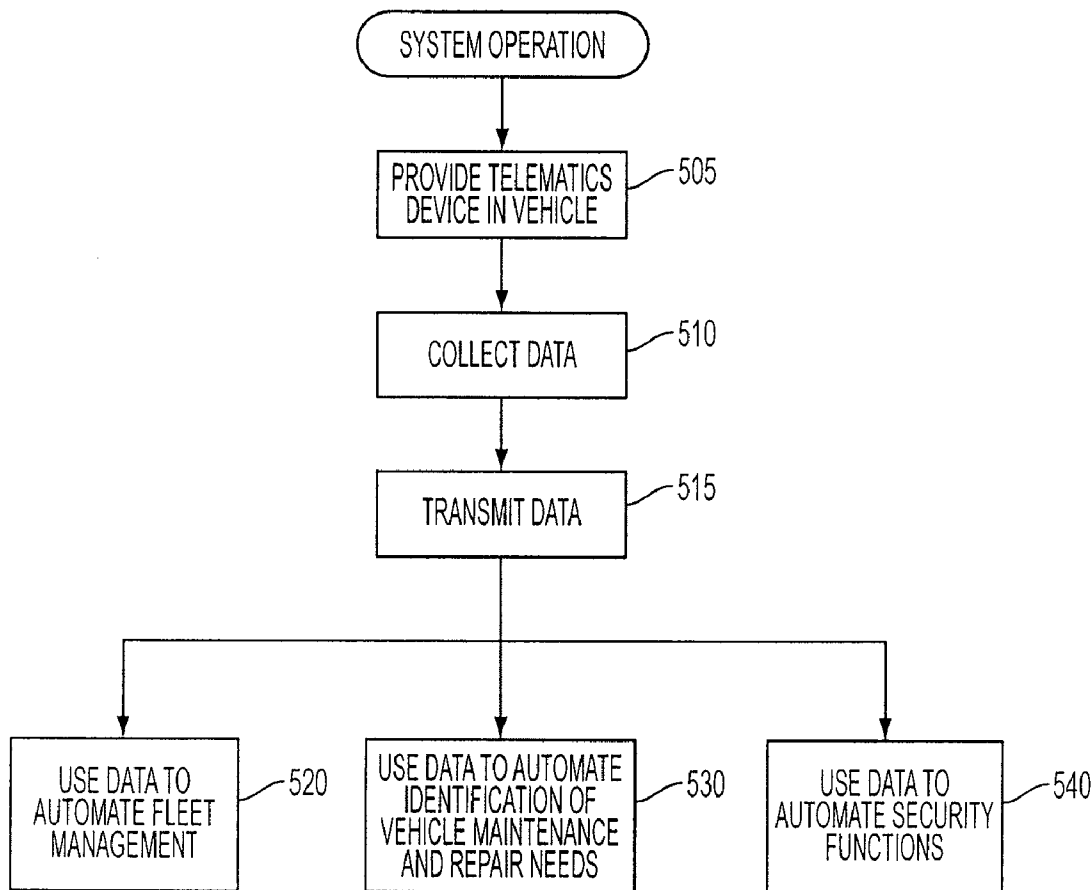 SYSTEM OPERATION
PROVIDE TELEMATICS
DEVICE IN VEHICLE
505
COLLECT DATA
510
TRANSMIT DATA
515
USE DATA TO
AUTOMATE FLEET
MANAGEMENT
520
USE DATA TO AUTOMATE
IDENTIFICATION OF
VEHICLE MAINTENANCE
AND REPAIR NEEDS
530
USE DATA TO
AUTOMATE SECURITY
FUNCTIONS
540